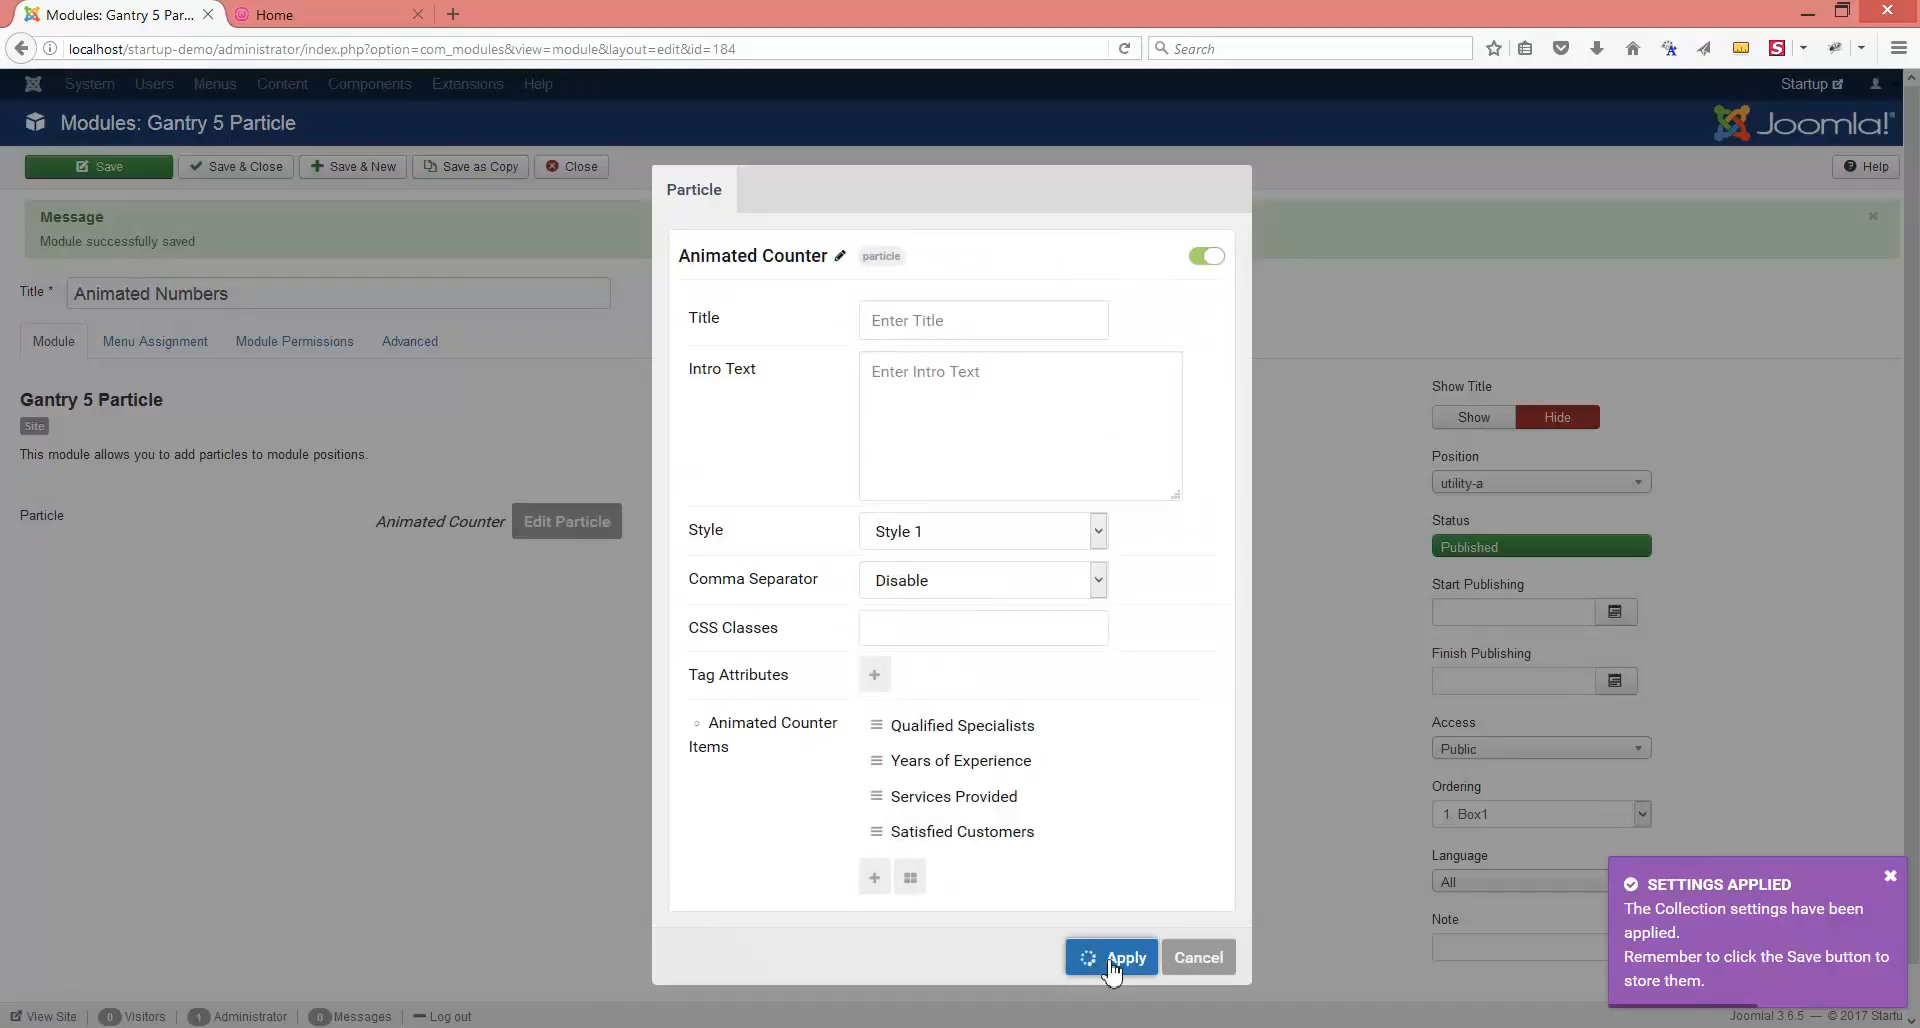 Modules: Gantry 5 Par...
Home
localhost/startup-demo/administrator/index.php?option=com_modules&view=module&layout=edit&id=184
Search
System Users Menus Content Components Extensions Help
Startup
Modules: Gantry 5 Particle
Joomla!®
Save
Save & Close
Save & New
Save as Copy
Close
Help
Message
Module successfully saved
Title *
Animated Numbers
Module
Menu Assignment
Module Permissions
Advanced
Gantry 5 Particle
Site
This module allows you to add particles to module positions.
Particle
Animated Counter
Edit Particle
Particle
Animated Counter
particle
Title
Enter Title
Intro Text
Enter Intro Text
Style
Style 1
Comma Separator
Disable
CSS Classes
Tag Attributes
Animated Counter
Items
Qualified Specialists
Years of Experience
Services Provided
Satisfied Customers
Apply
Cancel
Show Title
Show
Hide
Position
utility-a
Status
Published
Start Publishing
Finish Publishing
Access
Public
Ordering
1. Box1
Language
All
Note
SETTINGS APPLIED
The Collection settings have been
applied.
Remember to click the Save button to
store them.
View Site
0 Visitors
1 Administrator
0 Messages
Log out
Joomla! 3.6.5 — © 2017 Startu